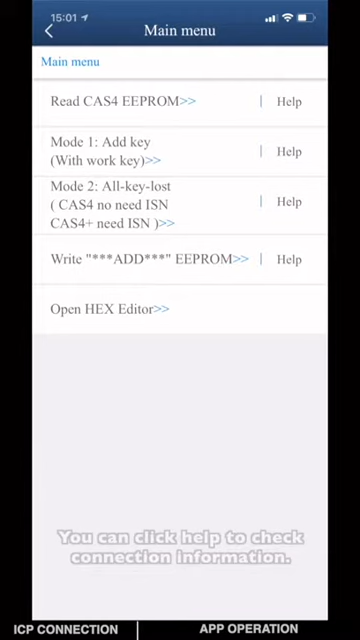 15:01
Main menu
Main menu
Read CAS4 EEPROM>> | Help
Mode 1: Add key
(With work key)>> | Help
Mode 2: All-key-lost
( CAS4 no need ISN
CAS4+ need ISN )>> | Help
Write "***ADD***" EEPROM>> | Help
Open HEX Editor>>
You can click help to check
connection information.
ICP CONNECTION | APP OPERATION